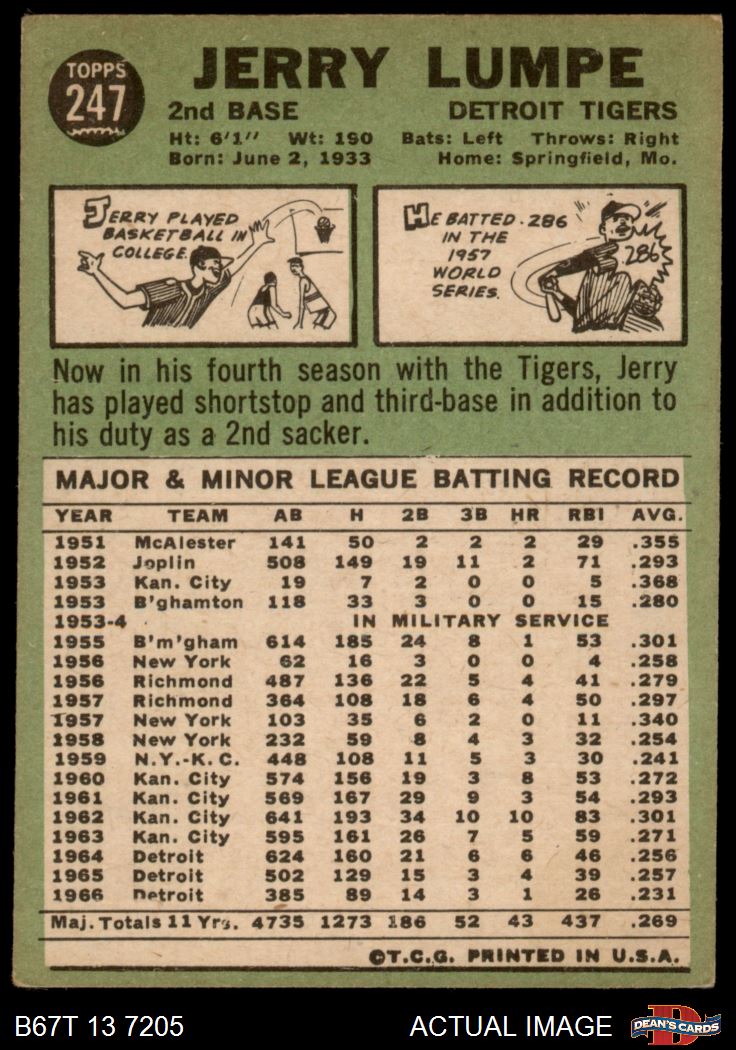 TOPPS
247
JERRY LUMPE
2nd BASE DETROIT TIGERS
Ht: 6'1" Wt: 190 Bats: Left Throws: Right
Born: June 2, 1933 Home: Springfield, Mo.
JERRY PLAYED
BASKETBALL IN
COLLEGE.
HE BATTED .286
IN THE
1957
WORLD
SERIES.
.286
Now in his fourth season with the Tigers, Jerry
has played shortstop and third-base in addition to
his duty as a 2nd sacker.
MAJOR & MINOR LEAGUE BATTING RECORD
YEAR TEAM AB H 2B 3B HR RBI AVG.
1951 McAlester 141 50 2 2 2 29 .355
1952 Joplin 508 149 19 11 2 71 .293
1953 Kan. City 19 7 2 0 0 5 .368
1953 B'ghamton 118 33 3 0 0 15 .280
1953-4 IN MILITARY SERVICE
1955 B'm'gham 614 185 24 8 1 53 .301
1956 New York 62 16 3 0 0 4 .258
1956 Richmond 487 136 22 5 4 41 .279
1957 Richmond 364 108 18 6 4 50 .297
1957 New York 103 35 6 2 0 11 .340
1958 New York 232 59 8 4 3 32 .254
1959 N.Y.-K.C. 448 108 11 5 3 30 .241
1960 Kan. City 574 156 19 3 8 53 .272
1961 Kan. City 569 167 29 9 3 54 .293
1962 Kan. City 641 193 34 10 10 83 .301
1963 Kan. City 595 161 26 7 5 59 .271
1964 Detroit 624 160 21 6 6 46 .256
1965 Detroit 502 129 15 3 4 39 .257
1966 Detroit 385 89 14 3 1 26 .231
Maj. Totals 11 Yrs. 4735 1273 186 52 43 437 .269
©T.C.G. PRINTED IN U.S.A.
B67T 13 7205 ACTUAL IMAGE D DEAN'S CARDS